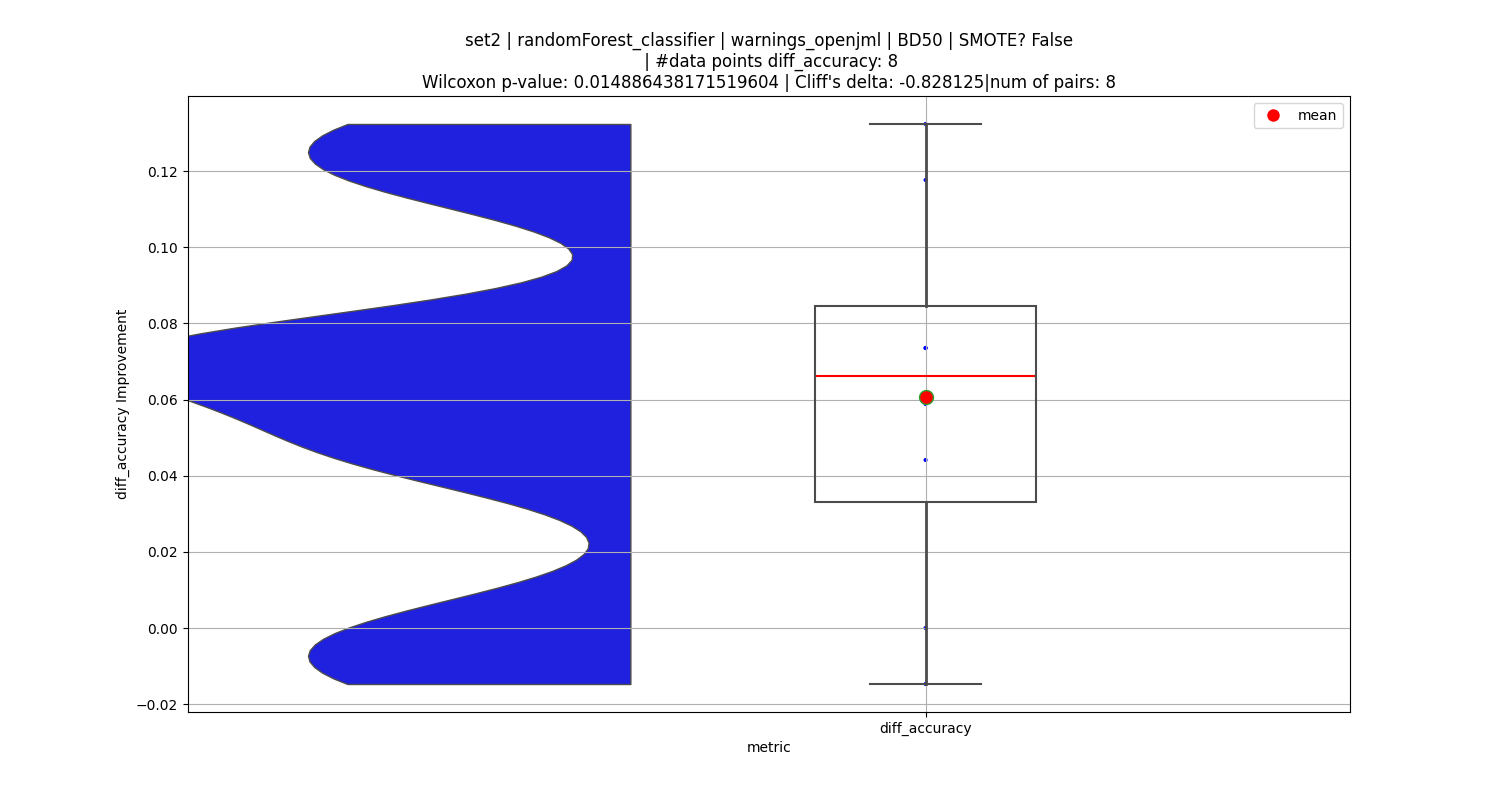 set2 | randomForest_classifier | warnings_openjml | BD50 | SMOTE? False
| #data points diff_accuracy: 8
Wilcoxon p-value: 0.014886438171519604 | Cliff's delta: -0.828125|num of pairs: 8
mean
0.12
0.10
0.08
0.06
0.04
0.02
0.00
−0.02
diff_accuracy Improvement
diff_accuracy
metric